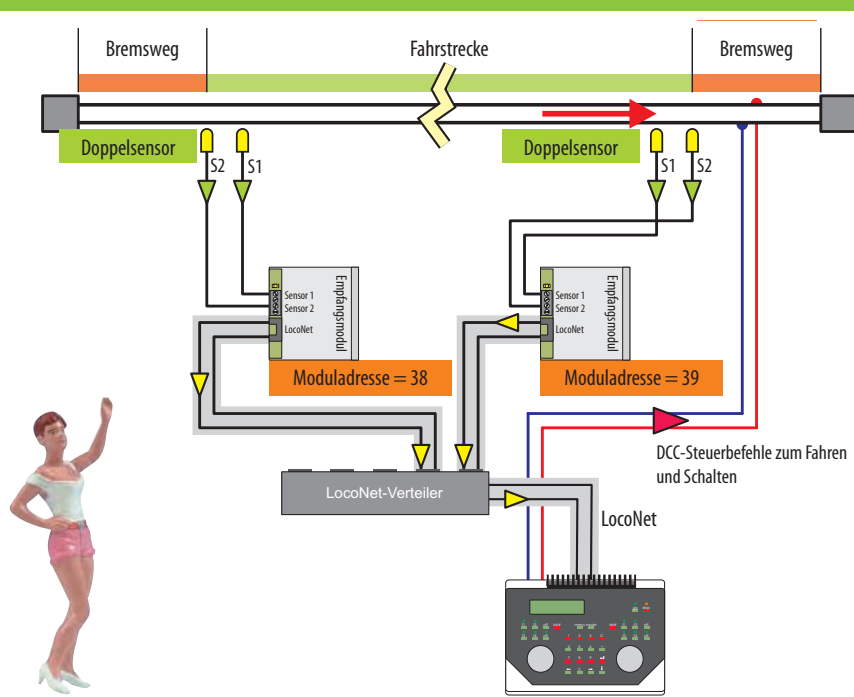 Bremsweg
Fahrstrecke
Bremsweg
Doppelsensor
S2
S1
Doppelsensor
S1
S2
Empfangsmodul
Sensor 1
Sensor 2
LocoNet
Empfangsmodul
Sensor 1
Sensor 2
LocoNet
Moduladresse = 38
Moduladresse = 39
DCC-Steuerbefehle zum Fahren
und Schalten
LocoNet-Verteiler
LocoNet